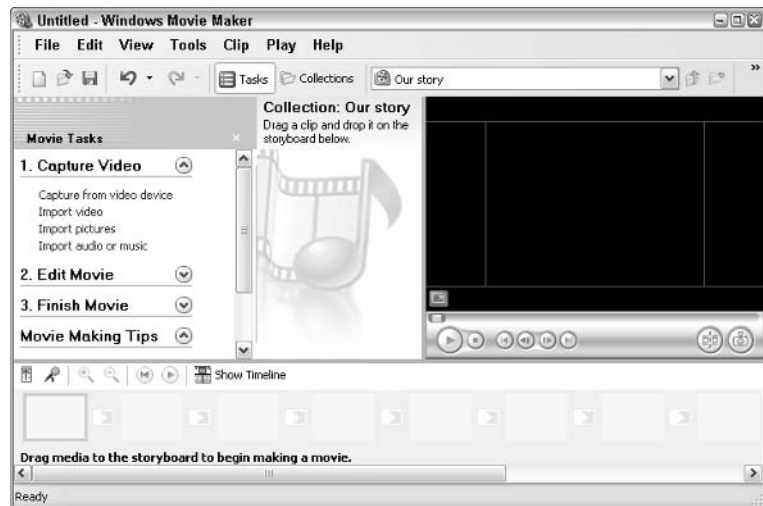 Untitled - Windows Movie Maker
File Edit View Tools Clip Play Help
Tasks Collections Our story
Movie Tasks
Collection: Our story
Drag a clip and drop it on the
storyboard below.
1. Capture Video
Capture from video device
Import video
Import pictures
Import audio or music
2. Edit Movie
3. Finish Movie
Movie Making Tips
Show Timeline
Drag media to the storyboard to begin making a movie.
Ready